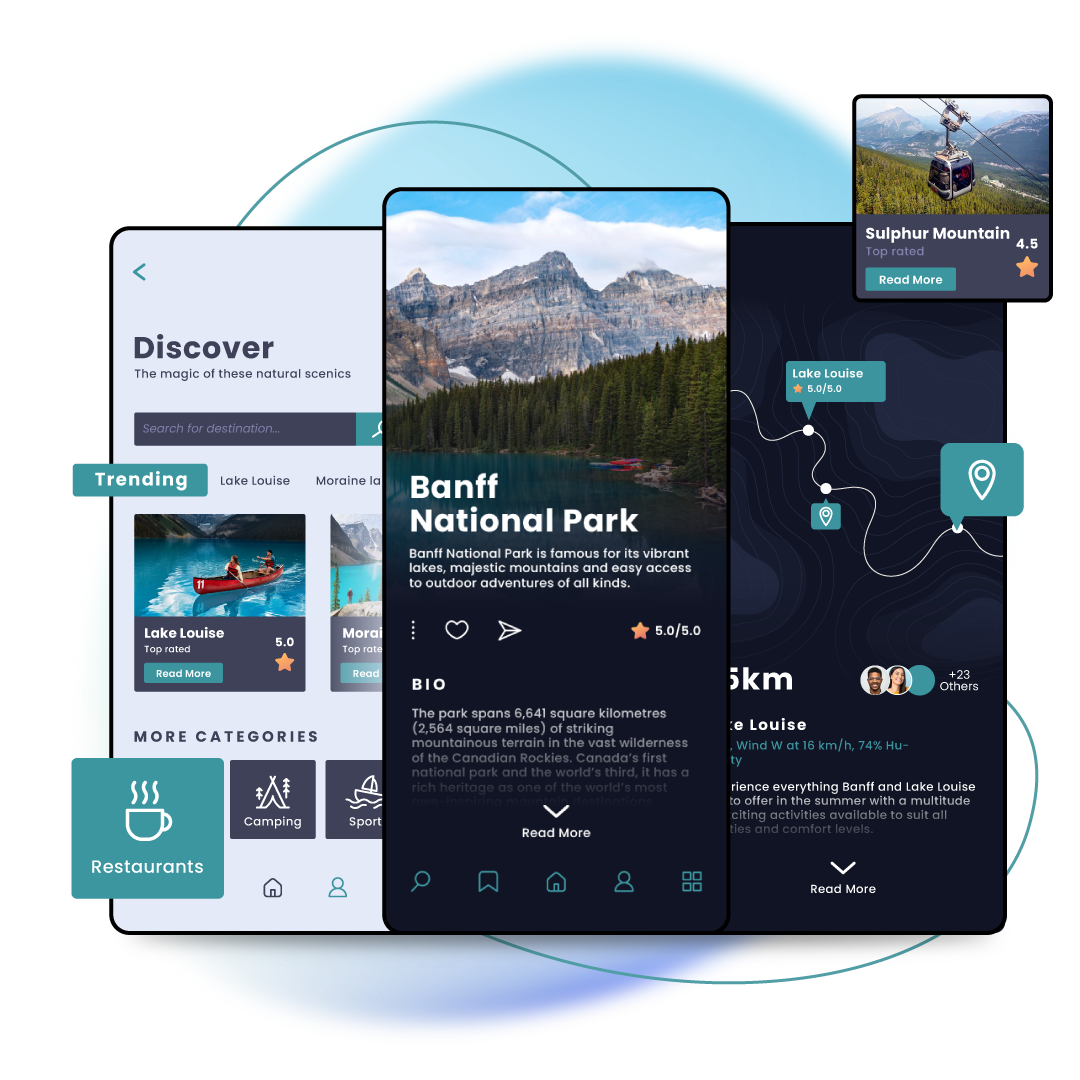 Discover
The magic of these natural scenics
Search for destination...
Trending
Lake Louise
Moraine la
11
Lake Louise
Top rated
5.0
Read More
Morai
Top rate
Read
MORE CATEGORIES
Restaurants
Camping
Sport
Banff
National Park
Banff National Park is famous for its vibrant
lakes, majestic mountains and easy access
to outdoor adventures of all kinds.
5.0/5.0
BIO
The park spans 6,641 square kilometres
(2,564 square miles) of striking
mountainous terrain in the vast wilderness
of the Canadian Rockies. Canada's first
national park and the world's third, it has a
rich heritage as one of the world's most
awe-inspiring mountain destinations.
Read More
Sulphur Mountain
Top rated
4.5
Read More
Lake Louise
5.0/5.0
5km
+23
Others
ke Louise
, Wind W at 16 km/h, 74% Hu-
ty
rience everything Banff and Lake Louise
to offer in the summer with a multitude
citing activities available to suit all
ties and comfort levels.
Read More